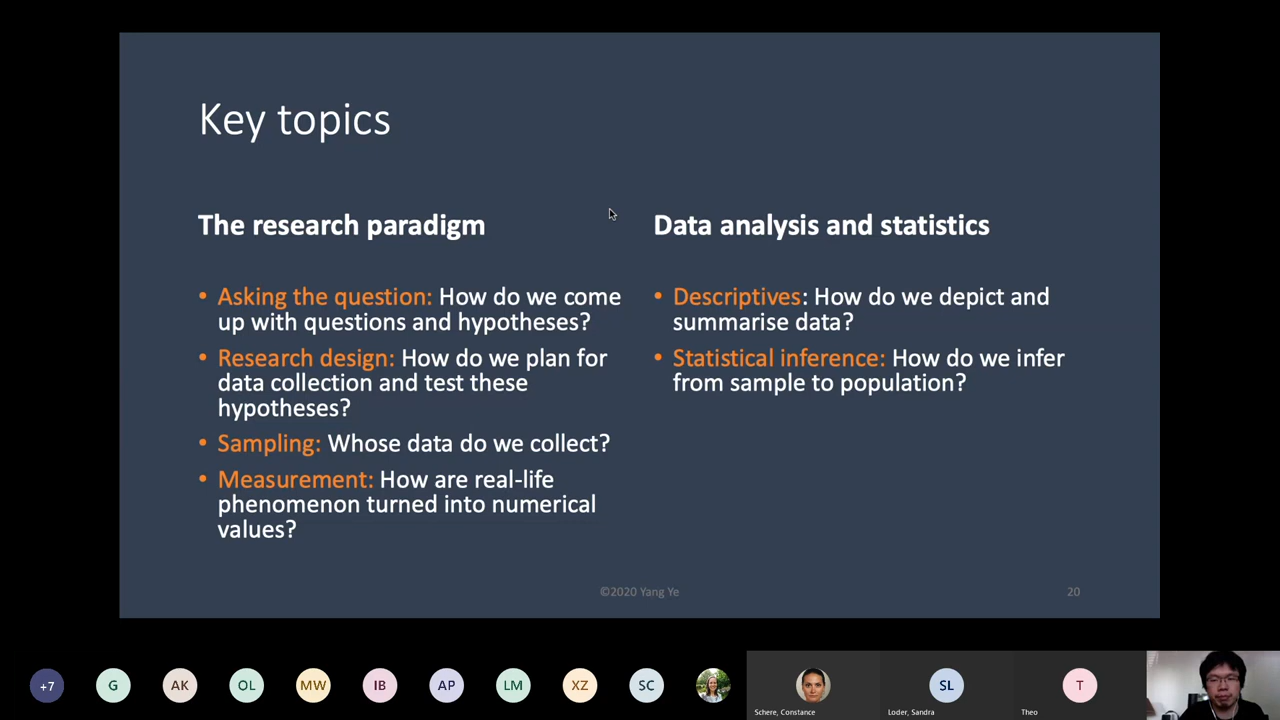 Key topics
The research paradigm
• Asking the question: How do we come
up with questions and hypotheses?
• Research design: How do we plan for
data collection and test these
hypotheses?
• Sampling: Whose data do we collect?
• Measurement: How are real-life
phenomenon turned into numerical
values?
Data analysis and statistics
• Descriptives: How do we depict and
summarise data?
• Statistical inference: How do we infer
from sample to population?
©2020 Yang Ye
20
+7
G
AK
OL
MW
IB
AP
LM
XZ
SC
Schere, Constance
SL
Loder, Sandra
T
Theo